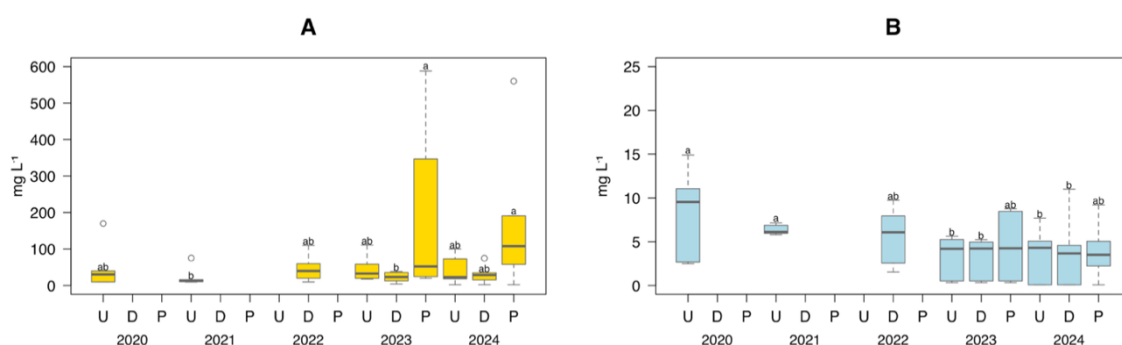 A
mg L⁻¹
600
500
400
300
200
100
0
ab b ab ab b a ab ab a
U D P U D P U D P U D P U D P
2020 2021 2022 2023 2024
B
mg L⁻¹
25
20
15
10
5
0
a a ab b b ab b b ab
U D P U D P U D P U D P U D P
2020 2021 2022 2023 2024